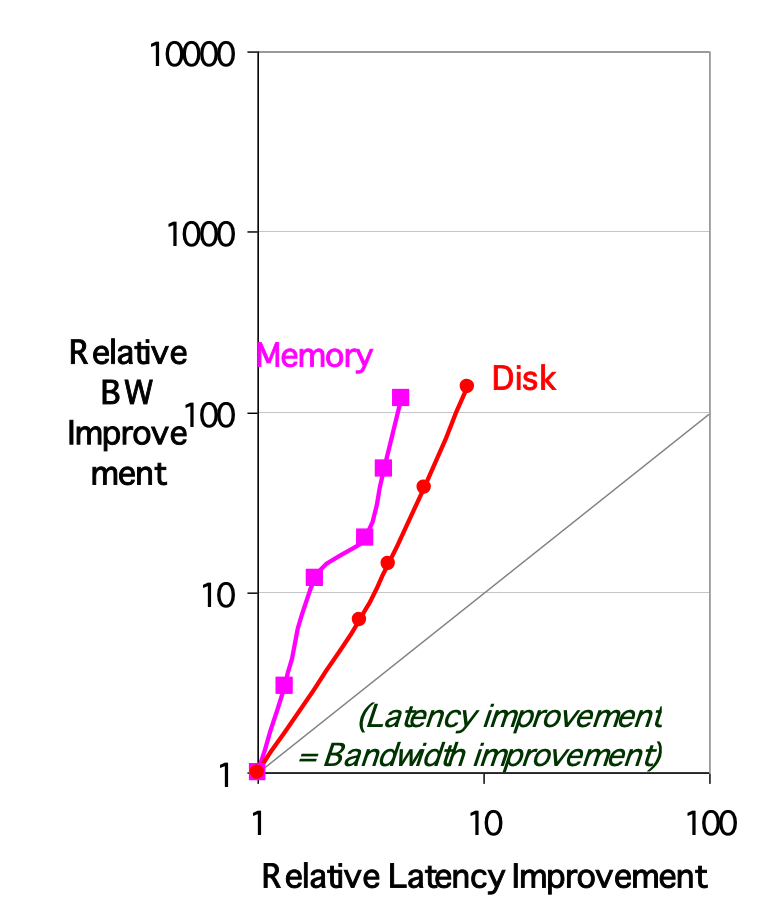 10000
1000
Memory
Relative
BW
Improve
ment
Disk
100
10
(Latency improvement
= Bandwidth improvement)
1
1 10 100
Relative Latency Improvement